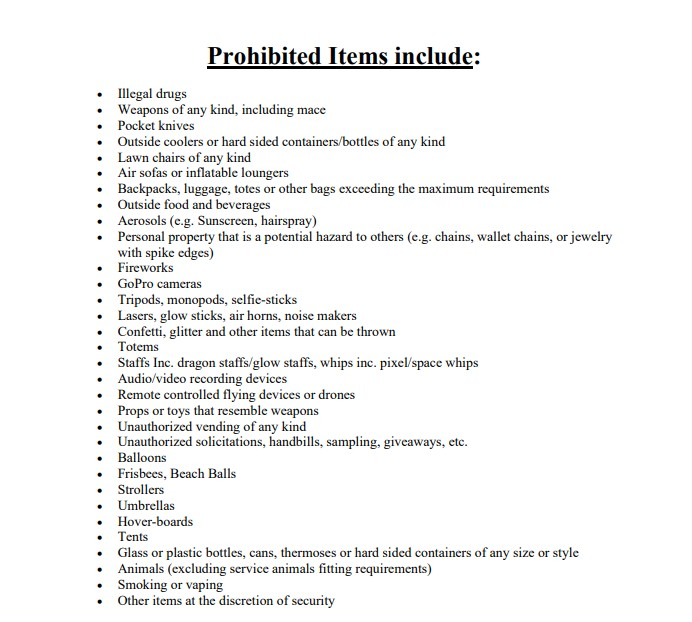 Prohibited Items include:
• Illegal drugs
• Weapons of any kind, including mace
• Pocket knives
• Outside coolers or hard sided containers/bottles of any kind
• Lawn chairs of any kind
• Air sofas or inflatable loungers
• Backpacks, luggage, totes or other bags exceeding the maximum requirements
• Outside food and beverages
• Aerosols (e.g. Sunscreen, hairspray)
• Personal property that is a potential hazard to others (e.g. chains, wallet chains, or jewelry
with spike edges)
• Fireworks
• GoPro cameras
• Tripods, monopods, selfie-sticks
• Lasers, glow sticks, air horns, noise makers
• Confetti, glitter and other items that can be thrown
• Totems
• Staffs Inc. dragon staffs/glow staffs, whips inc. pixel/space whips
• Audio/video recording devices
• Remote controlled flying devices or drones
• Props or toys that resemble weapons
• Unauthorized vending of any kind
• Unauthorized solicitations, handbills, sampling, giveaways, etc.
• Balloons
• Frisbees, Beach Balls
• Strollers
• Umbrellas
• Hover-boards
• Tents
• Glass or plastic bottles, cans, thermoses or hard sided containers of any size or style
• Animals (excluding service animals fitting requirements)
• Smoking or vaping
• Other items at the discretion of security